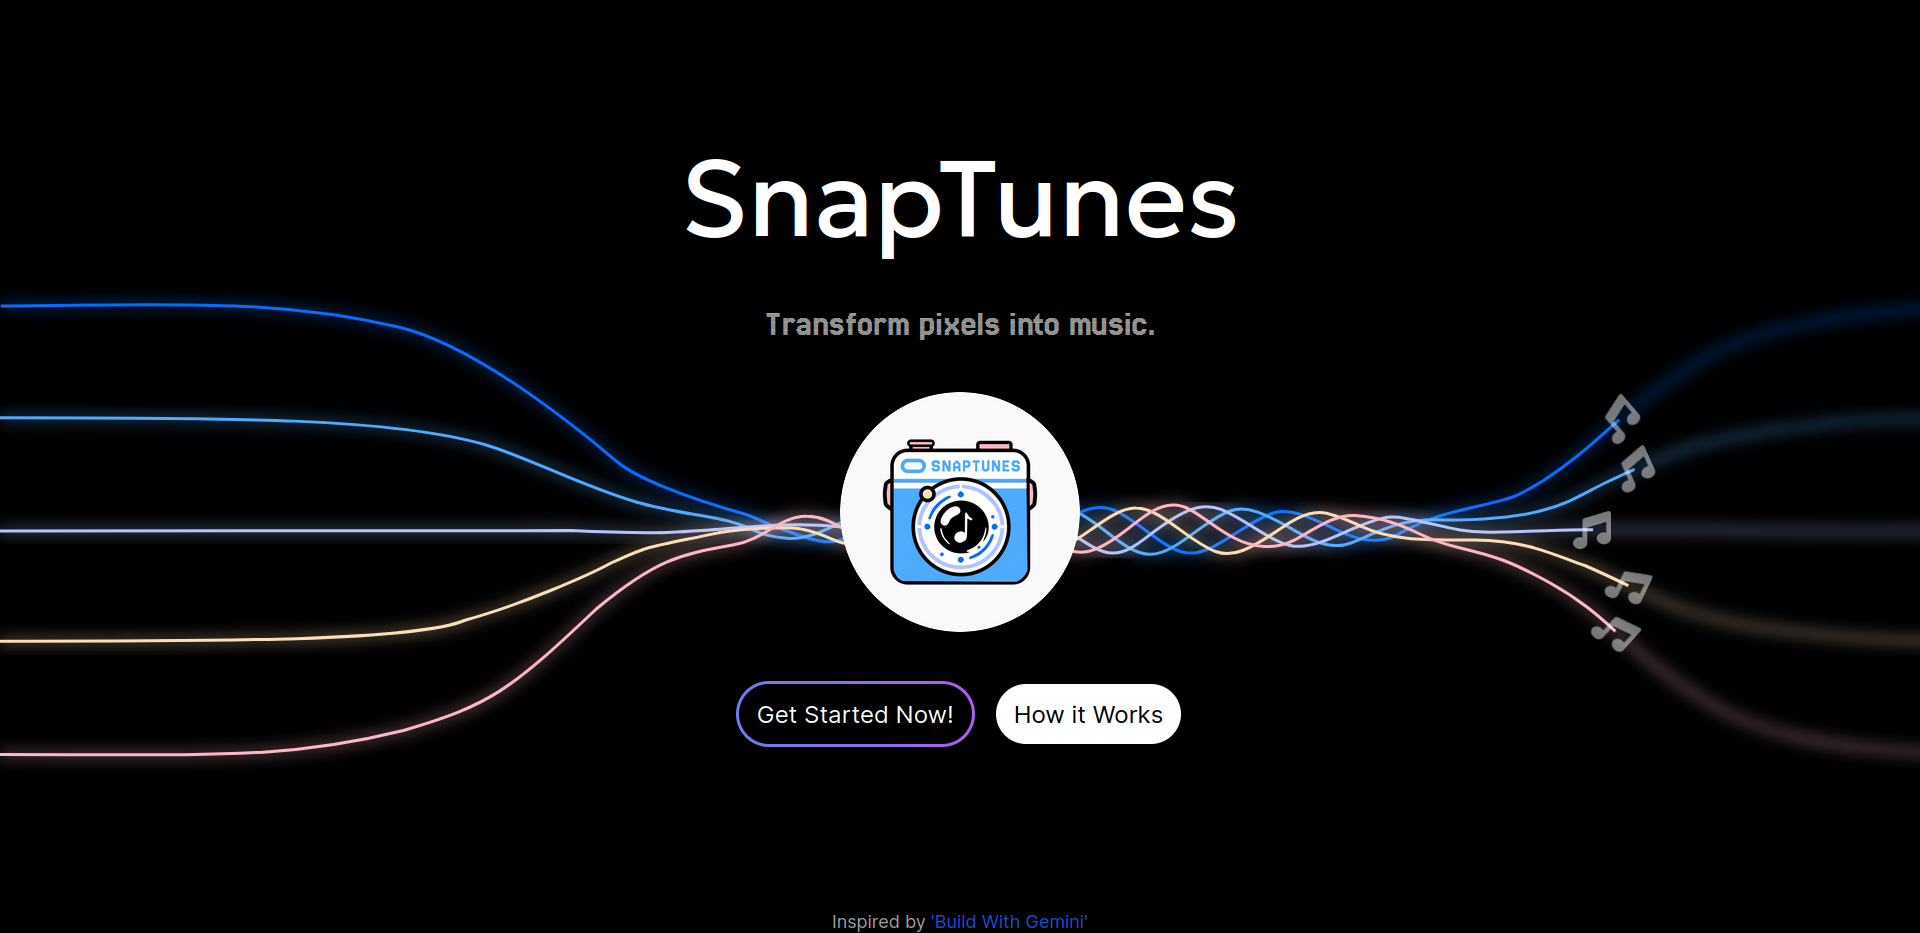 SnapTunes
Transform pixels into music.
SNAPTUNES
Get Started Now!
How it Works
Inspired by 'Build With Gemini'